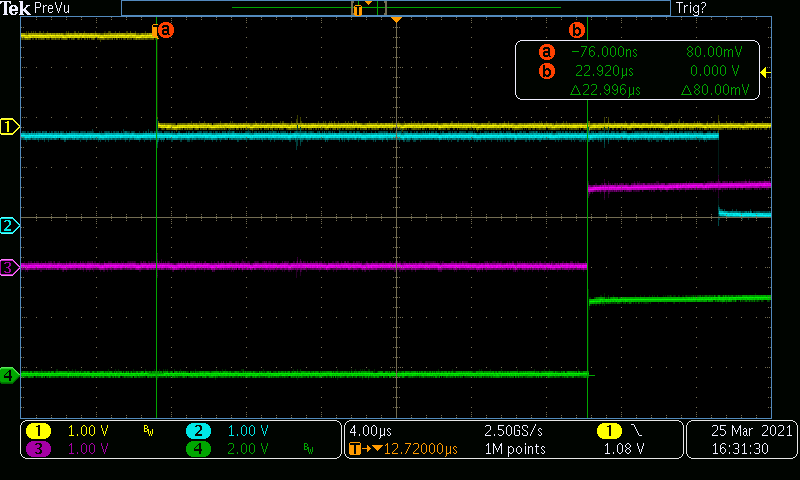 Tek PreVu Trig?
T
a b
a −76.000ns 80.00mV
b 22.920µs 0.000 V
△22.996µs △80.00mV
1
2
3
4
1 1.00 V BW 2 1.00 V 4.00µs 2.50GS/s 1 \ 25 Mar 2021
3 1.00 V 4 2.00 V BW T→▼12.72000µs 1M points 1.08 V 16:31:30